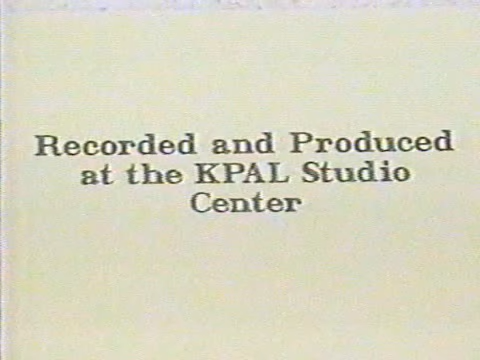 Recorded and Produced
at the KPAL Studio
Center